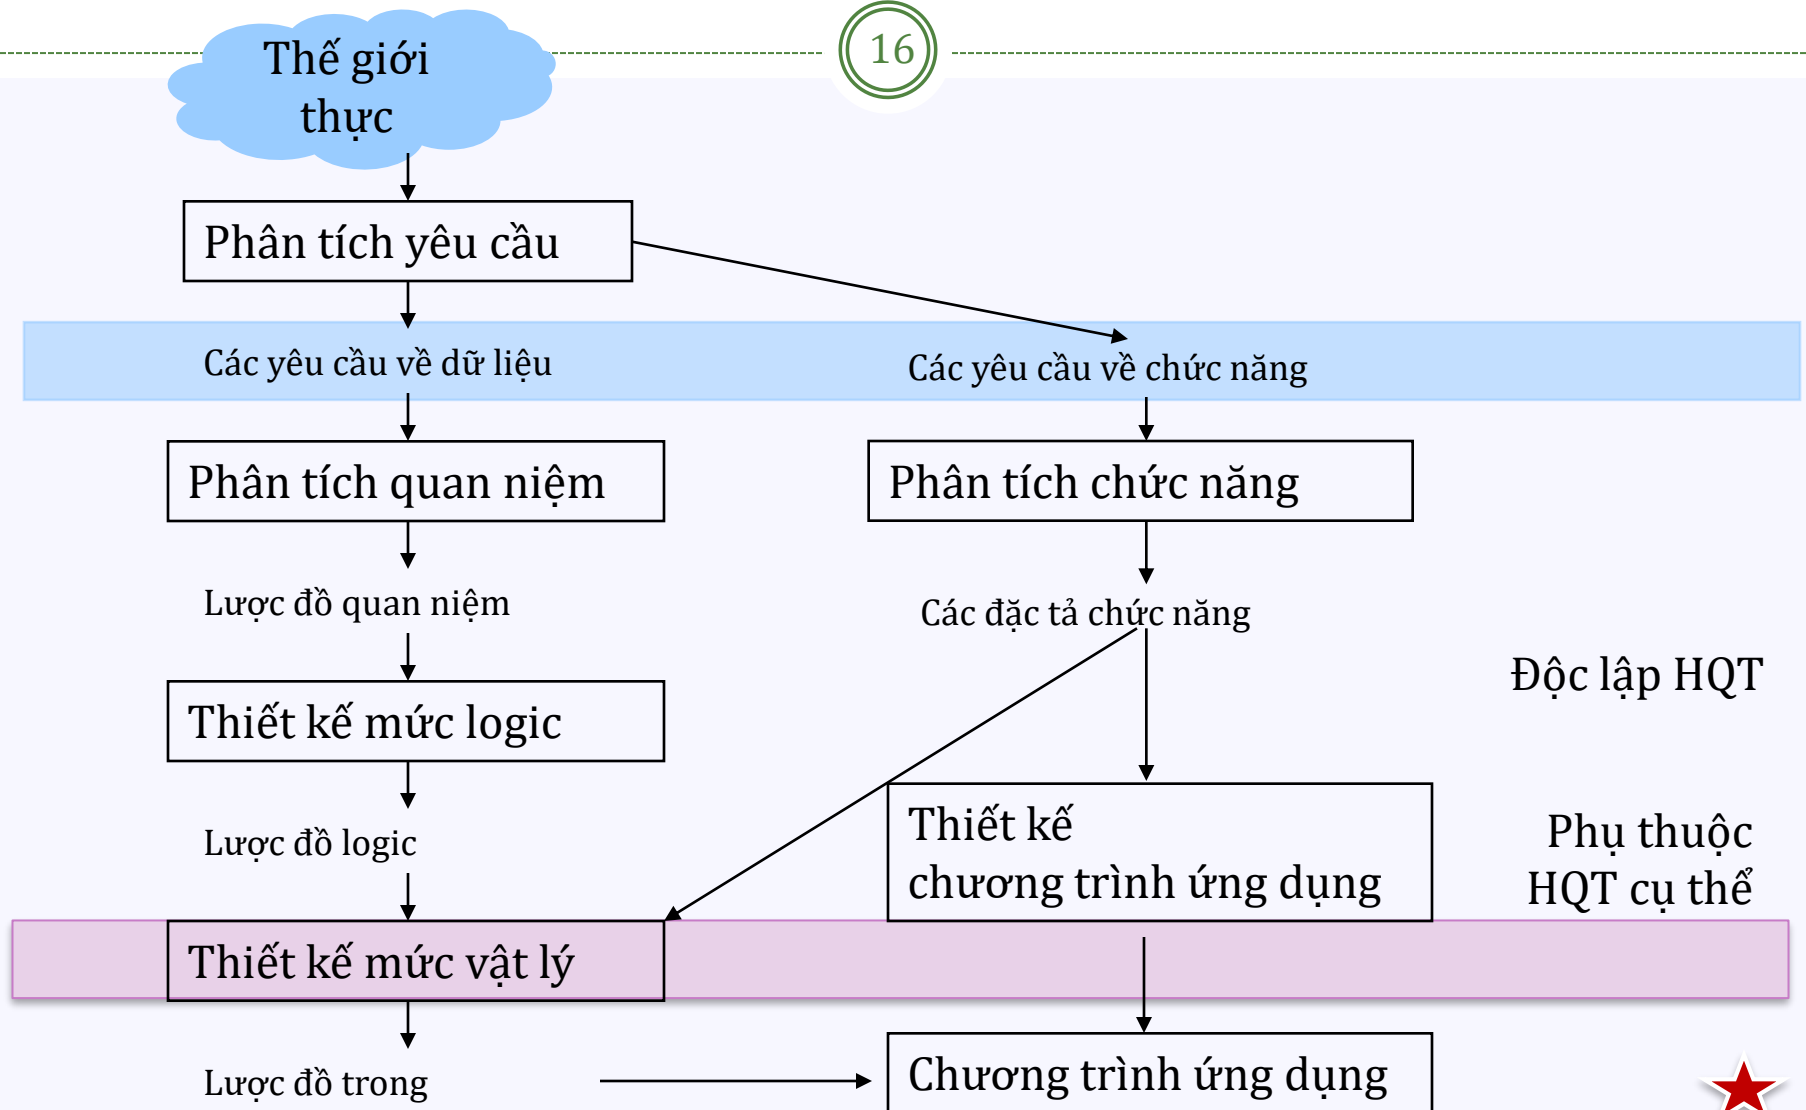 16
Thế giới
thực
Phân tích yêu cầu
Các yêu cầu về dữ liệu
Các yêu cầu về chức năng
Phân tích quan niệm
Phân tích chức năng
Lược đồ quan niệm
Các đặc tả chức năng
Độc lập HQT
Thiết kế mức logic
Thiết kế
chương trình ứng dụng
Phụ thuộc
HQT cụ thể
Lược đồ logic
Thiết kế mức vật lý
Lược đồ trong
Chương trình ứng dụng